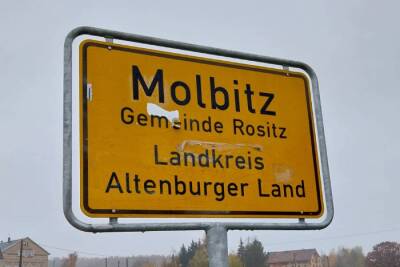 Molbitz
Gemeinde Rositz
Landkreis
Altenburger Land